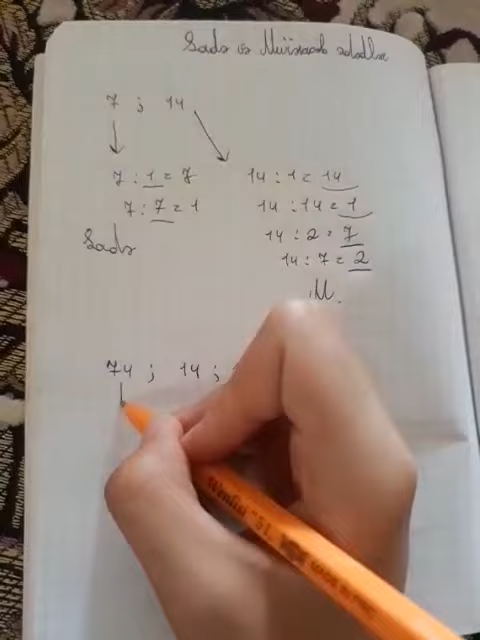 Sadə və Mürəkkəb ədədlər
7 ; 14
7 : 1 = 7
14 : 1 = 14
7 : 7 = 1
14 : 14 = 1
Sadə
14 : 2 = 7
14 : 7 = 2
M.
74 ; 14 ;